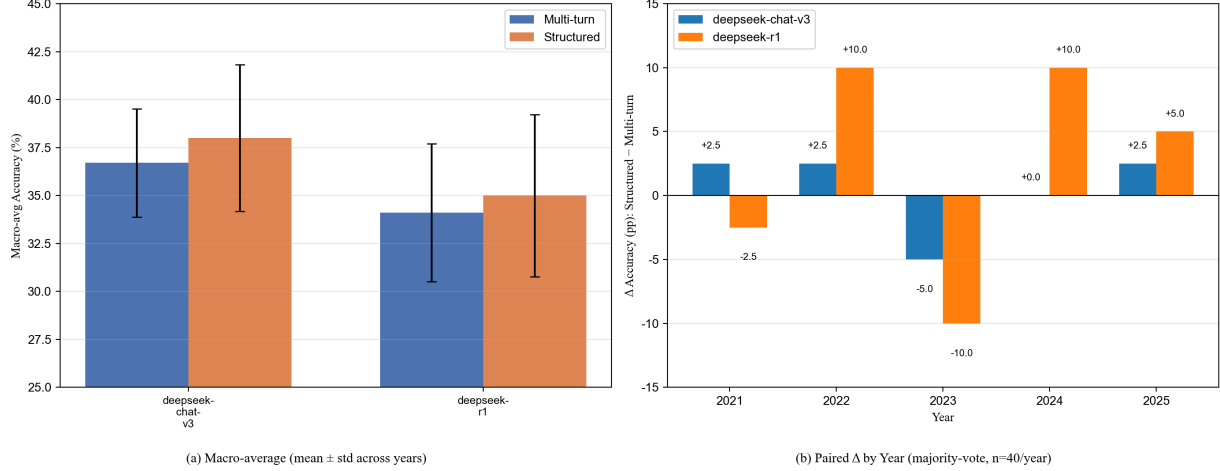 45.0
42.5
40.0
37.5
35.0
32.5
30.0
27.5
25.0
Macro-avg Accuracy (%)
Multi-turn
Structured
deepseek-
chat-
v3
deepseek-
r1
(a) Macro-average (mean ± std across years)
15
10
5
0
-5
-10
-15
Δ Accuracy (pp): Structured − Multi-turn
deepseek-chat-v3
deepseek-r1
+2.5
-2.5
+2.5
+10.0
-5.0
-10.0
+0.0
+10.0
+2.5
+5.0
2021
2022
2023
2024
2025
Year
(b) Paired Δ by Year (majority-vote, n=40/year)